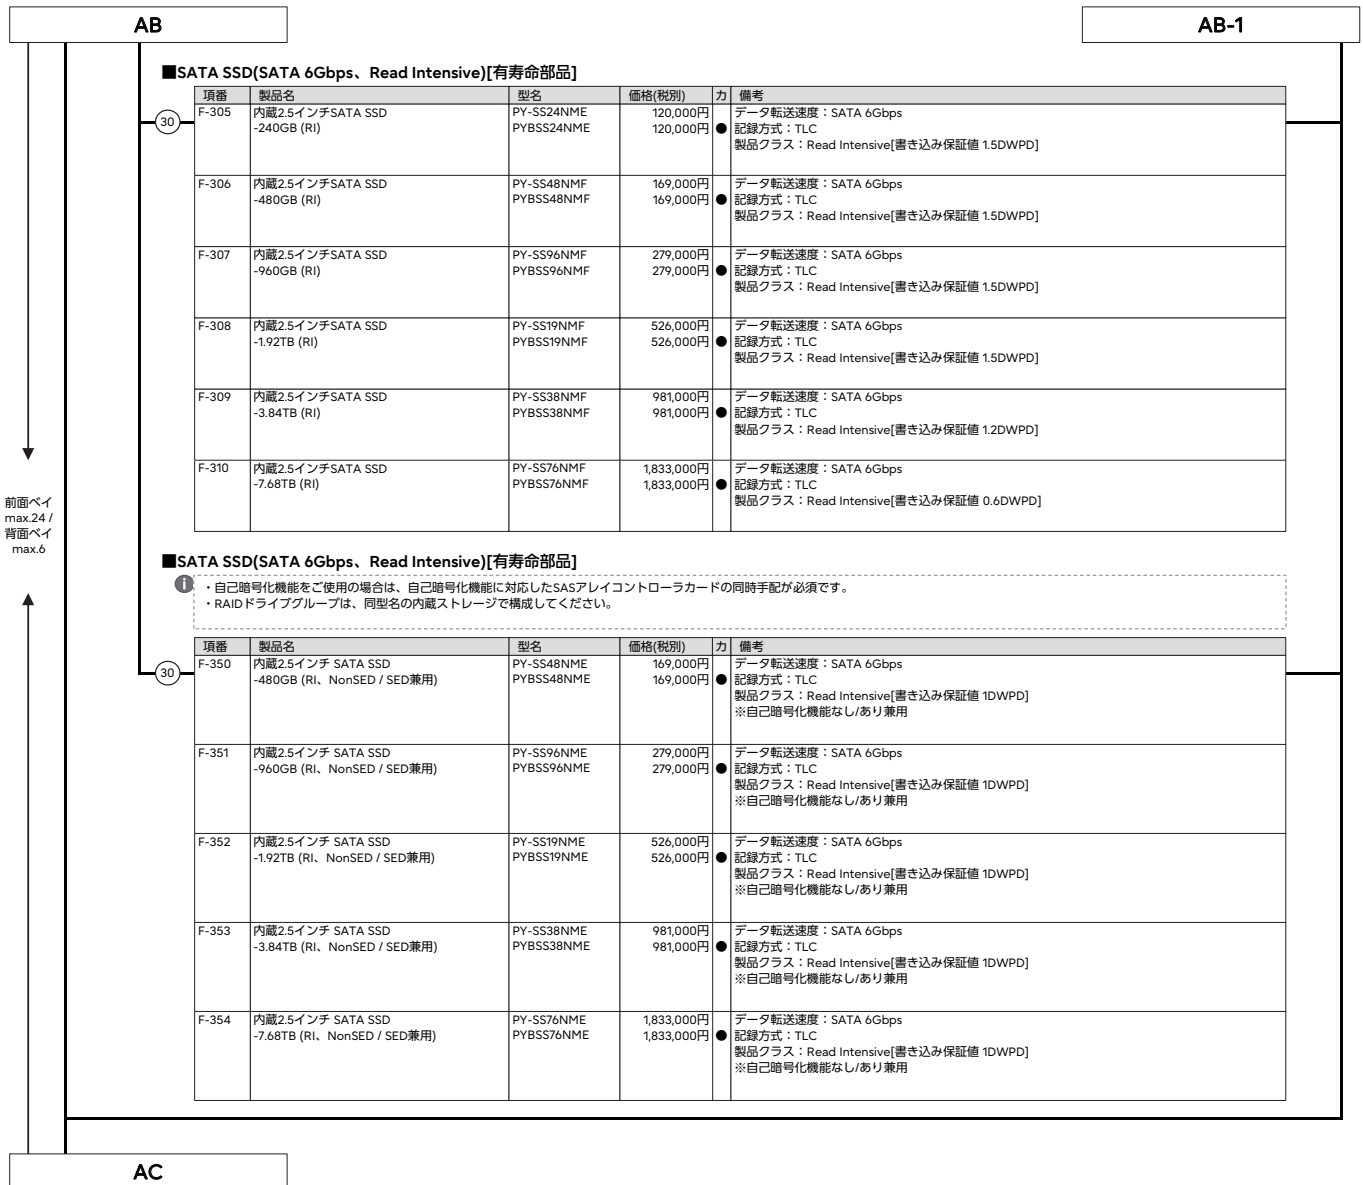 AB
AB-1
■SATA SSD(SATA 6Gbps、Read Intensive)[有寿命部品]
項番 製品名 型名 価格(税別) カ 備考
30
F-305 内蔵2.5インチSATA SSD PY-SS24NME 120,000円 データ転送速度：SATA 6Gbps
-240GB (RI) PYBSS24NME 120,000円 ● 記録方式：TLC
製品クラス：Read Intensive[書き込み保証値 1.5DWPD]
F-306 内蔵2.5インチSATA SSD PY-SS48NMF 169,000円 データ転送速度：SATA 6Gbps
-480GB (RI) PYBSS48NMF 169,000円 ● 記録方式：TLC
製品クラス：Read Intensive[書き込み保証値 1.5DWPD]
F-307 内蔵2.5インチSATA SSD PY-SS96NMF 279,000円 データ転送速度：SATA 6Gbps
-960GB (RI) PYBSS96NMF 279,000円 ● 記録方式：TLC
製品クラス：Read Intensive[書き込み保証値 1.5DWPD]
F-308 内蔵2.5インチSATA SSD PY-SS19NMF 526,000円 データ転送速度：SATA 6Gbps
-1.92TB (RI) PYBSS19NMF 526,000円 ● 記録方式：TLC
製品クラス：Read Intensive[書き込み保証値 1.5DWPD]
F-309 内蔵2.5インチSATA SSD PY-SS38NMF 981,000円 データ転送速度：SATA 6Gbps
-3.84TB (RI) PYBSS38NMF 981,000円 ● 記録方式：TLC
製品クラス：Read Intensive[書き込み保証値 1.2DWPD]
F-310 内蔵2.5インチSATA SSD PY-SS76NMF 1,833,000円 データ転送速度：SATA 6Gbps
-7.68TB (RI) PYBSS76NMF 1,833,000円 ● 記録方式：TLC
製品クラス：Read Intensive[書き込み保証値 0.6DWPD]
前面ベイ
max.24 /
背面ベイ
max.6
■SATA SSD(SATA 6Gbps、Read Intensive)[有寿命部品]
・自己暗号化機能をご使用の場合は、自己暗号化機能に対応したSASアレイコントローラカードの同時手配が必須です。
・RAIDドライブグループは、同型名の内蔵ストレージで構成してください。
項番 製品名 型名 価格(税別) カ 備考
30
F-350 内蔵2.5インチ SATA SSD PY-SS48NME 169,000円 データ転送速度：SATA 6Gbps
-480GB (RI、NonSED / SED兼用) PYBSS48NME 169,000円 ● 記録方式：TLC
製品クラス：Read Intensive[書き込み保証値 1DWPD]
※自己暗号化機能なし/あり兼用
F-351 内蔵2.5インチ SATA SSD PY-SS96NME 279,000円 データ転送速度：SATA 6Gbps
-960GB (RI、NonSED / SED兼用) PYBSS96NME 279,000円 ● 記録方式：TLC
製品クラス：Read Intensive[書き込み保証値 1DWPD]
※自己暗号化機能なし/あり兼用
F-352 内蔵2.5インチ SATA SSD PY-SS19NME 526,000円 データ転送速度：SATA 6Gbps
-1.92TB (RI、NonSED / SED兼用) PYBSS19NME 526,000円 ● 記録方式：TLC
製品クラス：Read Intensive[書き込み保証値 1DWPD]
※自己暗号化機能なし/あり兼用
F-353 内蔵2.5インチ SATA SSD PY-SS38NME 981,000円 データ転送速度：SATA 6Gbps
-3.84TB (RI、NonSED / SED兼用) PYBSS38NME 981,000円 ● 記録方式：TLC
製品クラス：Read Intensive[書き込み保証値 1DWPD]
※自己暗号化機能なし/あり兼用
F-354 内蔵2.5インチ SATA SSD PY-SS76NME 1,833,000円 データ転送速度：SATA 6Gbps
-7.68TB (RI、NonSED / SED兼用) PYBSS76NME 1,833,000円 ● 記録方式：TLC
製品クラス：Read Intensive[書き込み保証値 1DWPD]
※自己暗号化機能なし/あり兼用
AC